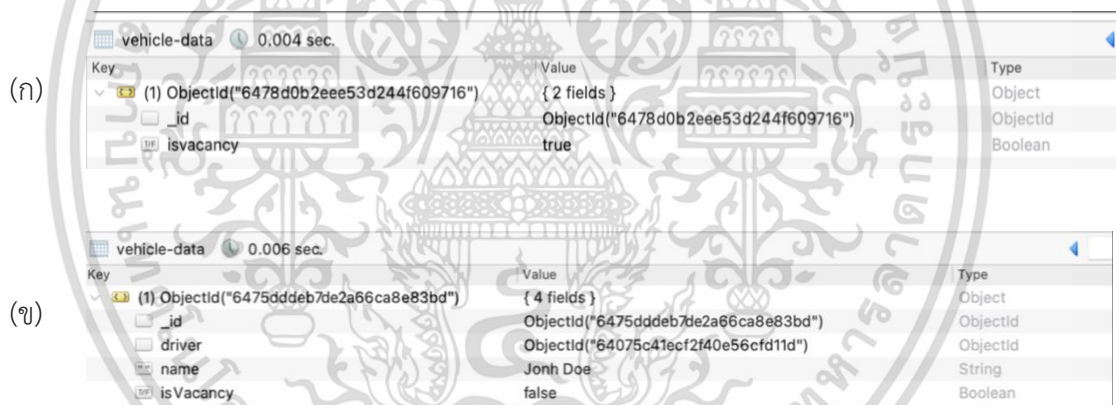 vehicle-data 0.004 sec.
Key Value Type
(ก) (1) ObjectId("6478d0b2eee53d244f609716") { 2 fields } Object
_id ObjectId("6478d0b2eee53d244f609716") ObjectId
isvacancy true Boolean
vehicle-data 0.006 sec.
Key Value Type
(ข) (1) ObjectId("6475dddeb7de2a66ca8e83bd") { 4 fields } Object
_id ObjectId("6475dddeb7de2a66ca8e83bd") ObjectId
driver ObjectId("64075c41ecf2f40e56cfd11d") ObjectId
name Jonh Doe String
isVacancy false Boolean